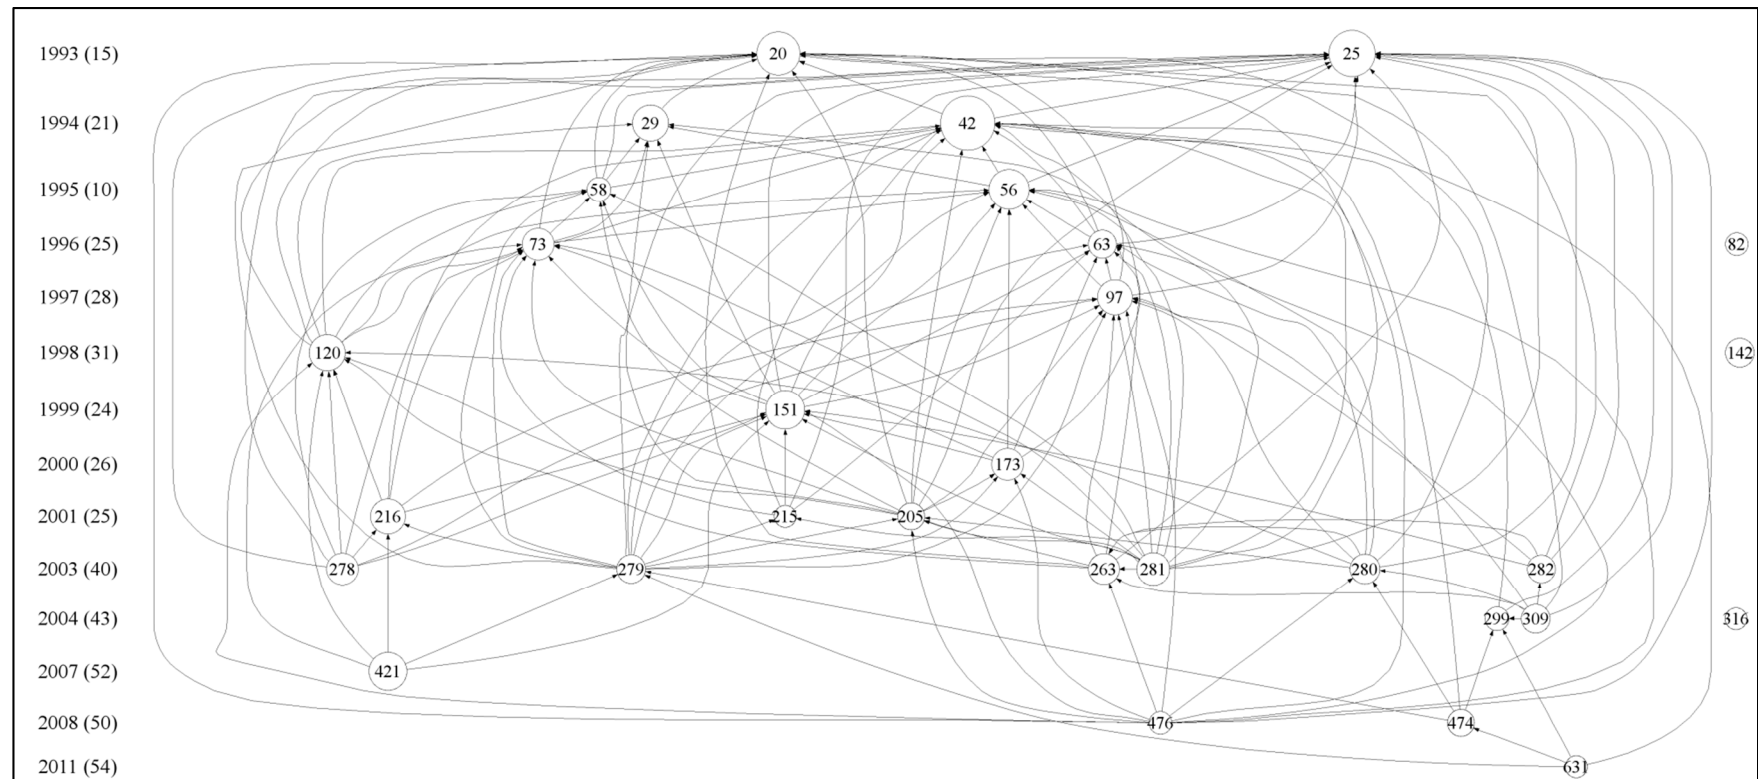 1993 (15) 20 25
1994 (21) 29 42
1995 (10) 58 56
1996 (25) 73 63 82
1997 (28) 97
1998 (31) 120 142
1999 (24) 151
2000 (26) 173
2001 (25) 216 215 205
2003 (40) 278 279 263 281 280 282
2004 (43) 299 309 316
2007 (52) 421
2008 (50) 476 474
2011 (54) 631